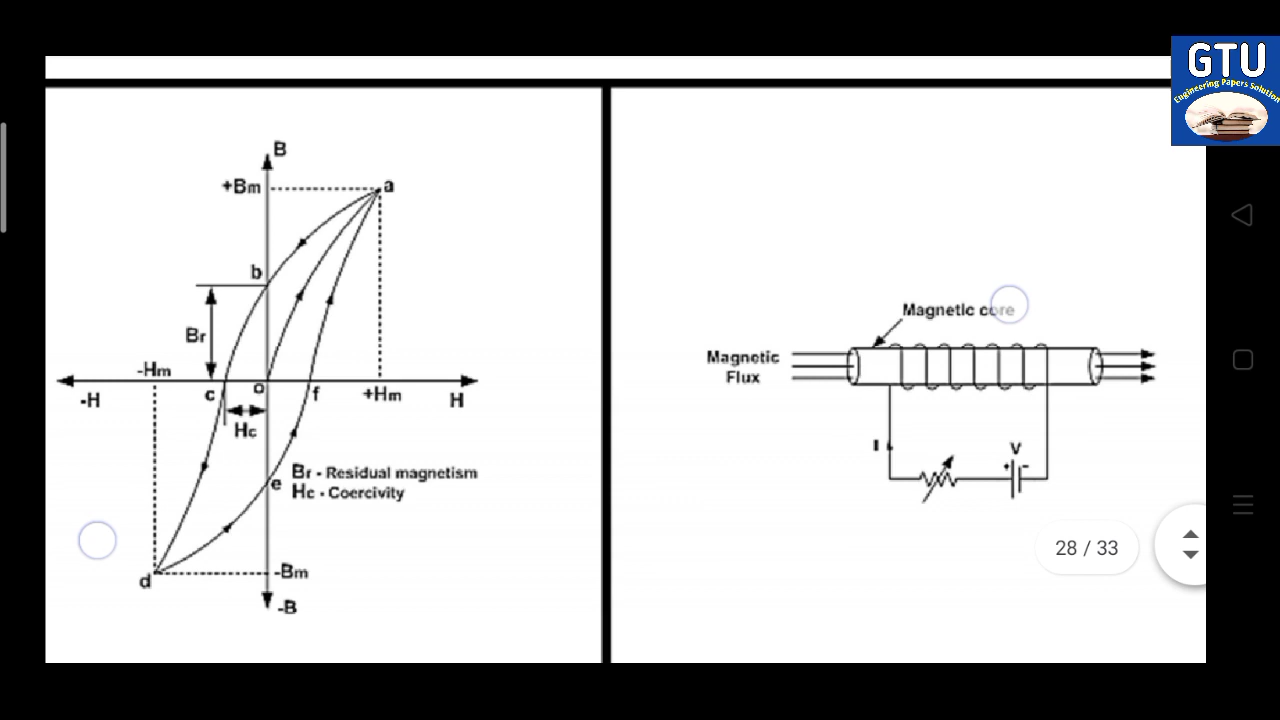 GTU
Engineering Papers Solution
B
+Bm
a
b
Br
-Hm
-H
c
o
f
+Hm
H
Hc
Br - Residual magnetism
Hc - Coercivity
e
d
-Bm
-B
Magnetic core
Magnetic
Flux
I
V
+ -
28 / 33